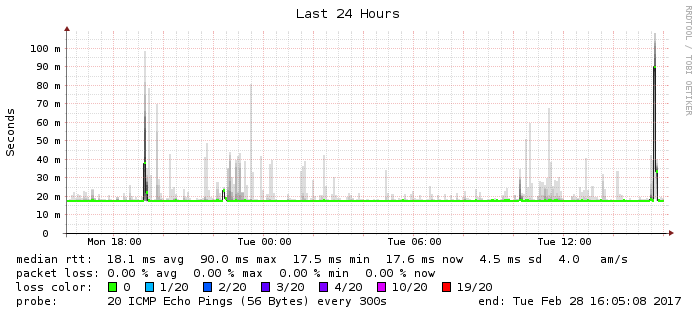 Last 24 Hours
RRDTOOL / TOBI OETIKER
Seconds
100 m
90 m
80 m
70 m
60 m
50 m
40 m
30 m
20 m
10 m
0
Mon 18:00 Tue 00:00 Tue 06:00 Tue 12:00
median rtt: 18.1 ms avg 90.0 ms max 17.5 ms min 17.6 ms now 4.5 ms sd 4.0 am/s
packet loss: 0.00 % avg 0.00 % max 0.00 % min 0.00 % now
loss color: 0 1/20 2/20 3/20 4/20 10/20 19/20
probe: 20 ICMP Echo Pings (56 Bytes) every 300s end: Tue Feb 28 16:05:08 2017